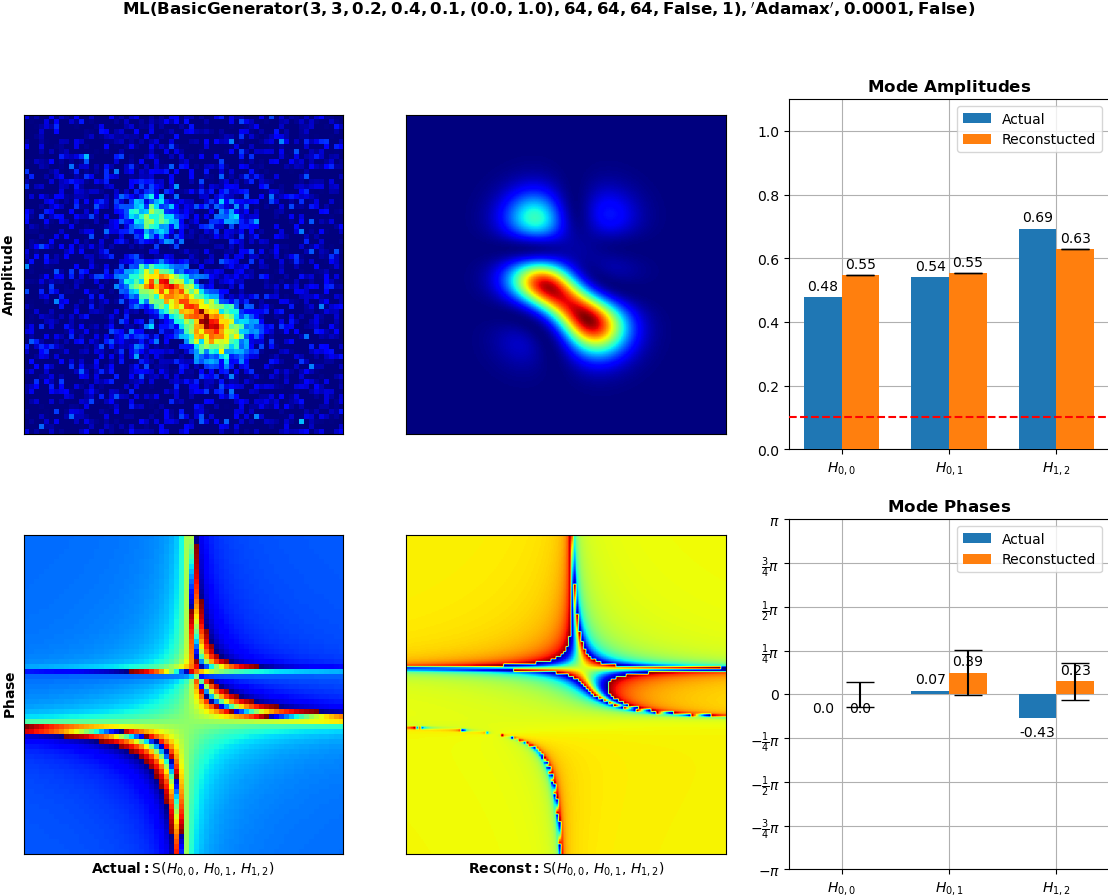 ML(BasicGenerator(3, 3, 0.2, 0.4, 0.1, (0.0, 1.0), 64, 64, 64, False, 1), ′Adamax′, 0.0001, False)
Amplitude
Mode Amplitudes
Actual
Reconstucted
1.0
0.8
0.6
0.4
0.2
0.0
0.48
0.55
0.54
0.55
0.69
0.63
H0,0
H0,1
H1,2
Phase
Actual: S(H0,0, H0,1, H1,2)
Reconst: S(H0,0, H0,1, H1,2)
Mode Phases
Actual
Reconstucted
π
3/4π
1/2π
1/4π
0
−1/4π
−1/2π
−3/4π
−π
0.0
0.0
0.07
0.39
-0.43
0.23
H0,0
H0,1
H1,2